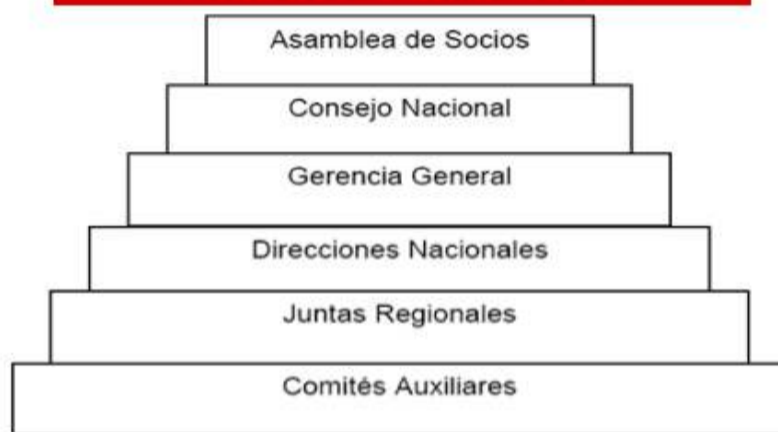 Asamblea de Socios
Consejo Nacional
Gerencia General
Direcciones Nacionales
Juntas Regionales
Comités Auxiliares